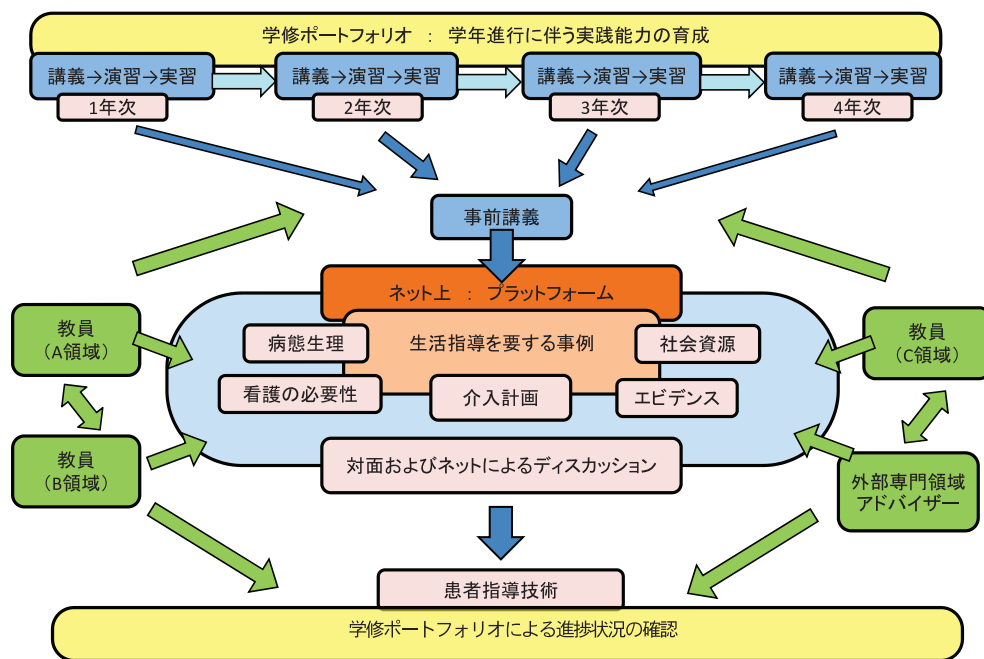 学修ポートフォリオ ： 学年進行に伴う実践能力の育成
講義→演習→実習
講義→演習→実習
講義→演習→実習
講義→演習→実習
1年次
2年次
3年次
4年次
事前講義
ネット上 ： プラットフォーム
病態生理
生活指導を要する事例
社会資源
看護の必要性
介入計画
エビデンス
対面およびネットによるディスカッション
教員
（A領域）
教員
（B領域）
教員
（C領域）
外部専門領域
アドバイザー
患者指導技術
学修ポートフォリオによる進捗状況の確認